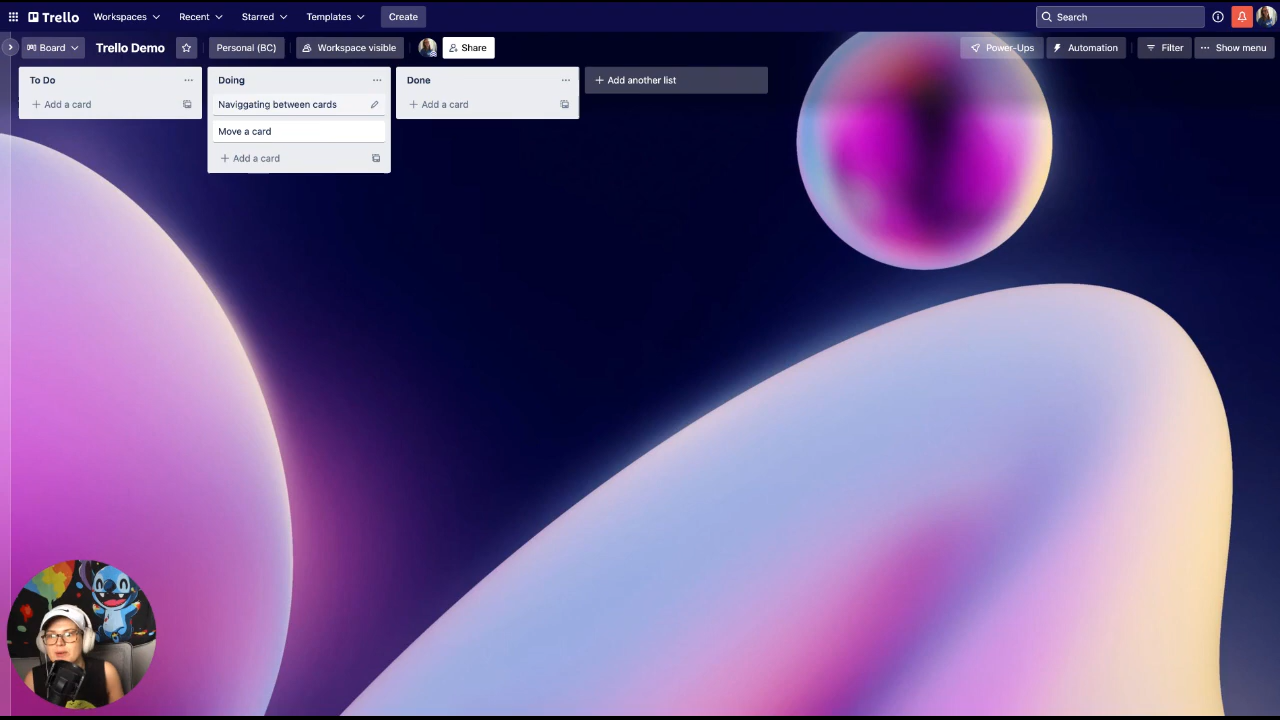 Trello Workspaces Recent Starred Templates Create Search
Board Trello Demo Personal (BC) Workspace visible Share Power-Ups Automation Filter Show menu
To Do
Add a card
Doing
Naviggating between cards
Move a card
Add a card
Done
Add a card
Add another list